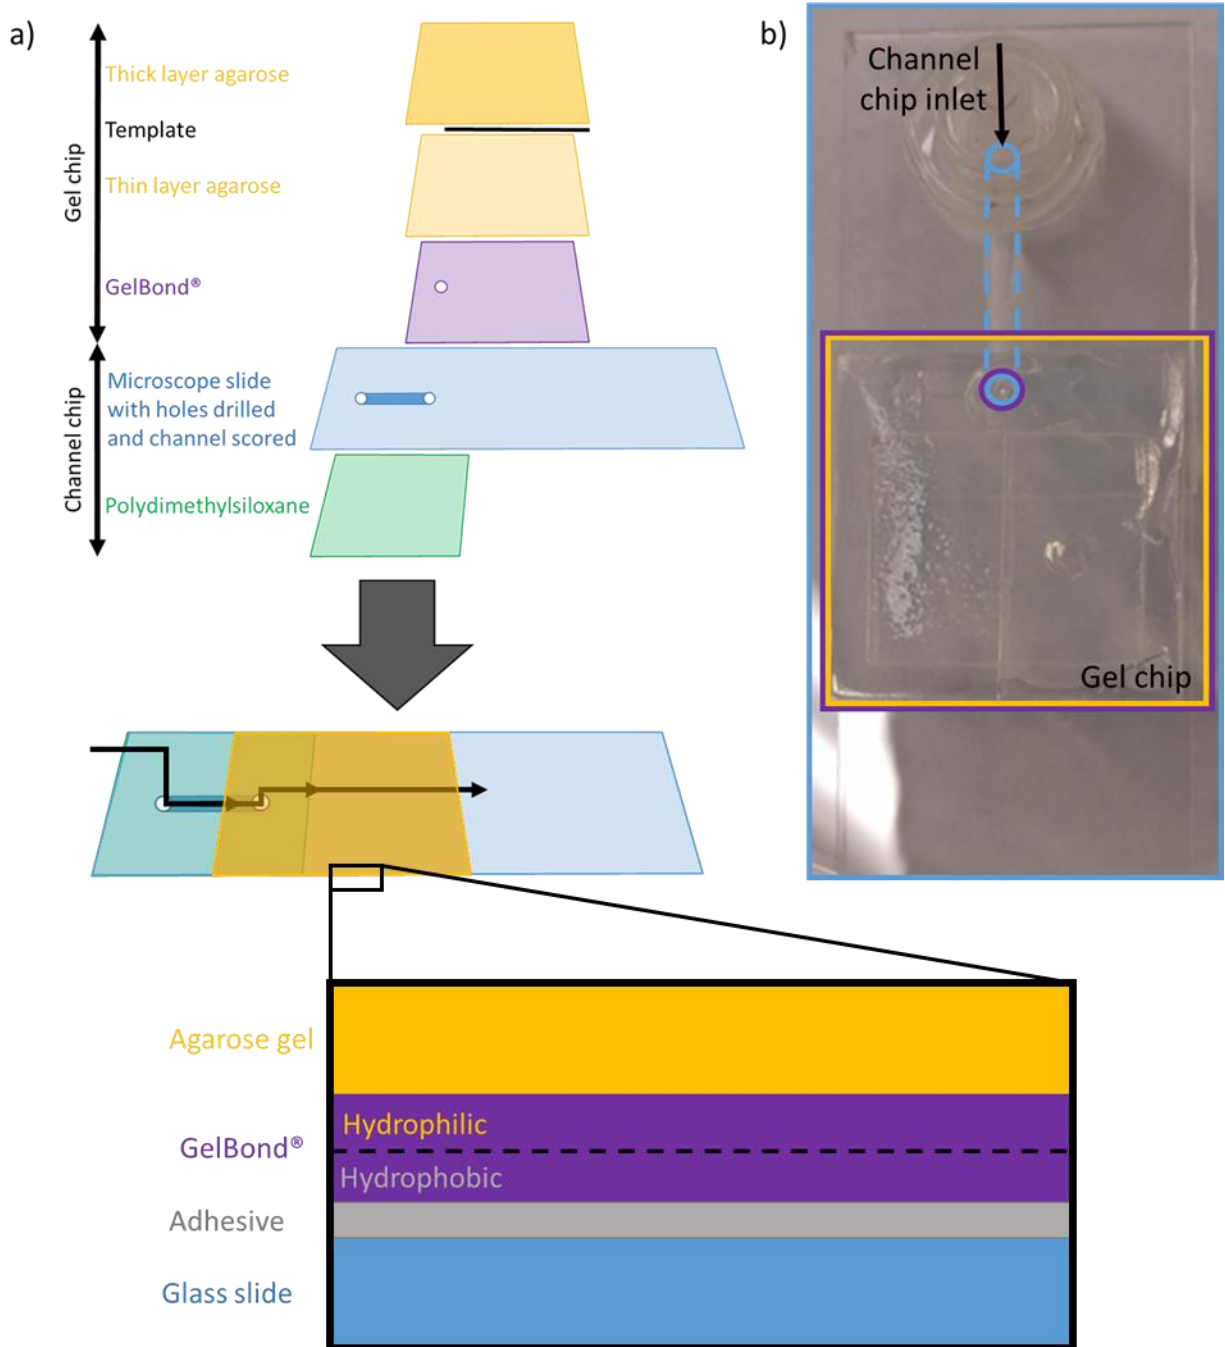 a)
Thick layer agarose
Template
Thin layer agarose
GelBond®
Gel chip
Microscope slide
with holes drilled
and channel scored
Polydimethylsiloxane
Channel chip
Agarose gel
GelBond®
Hydrophilic
Hydrophobic
Adhesive
Glass slide
b)
Channel
chip inlet
Gel chip